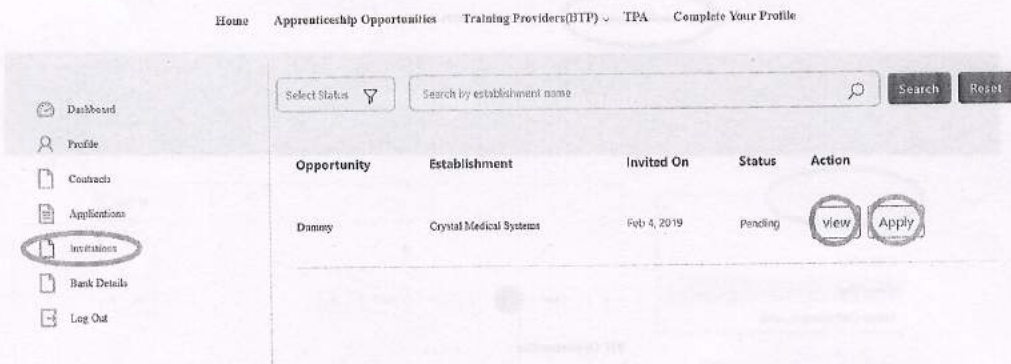 Home Apprenticeship Opportunities Training Providers(BTP) TPA Complete Your Profile
Select Status Search by establishment name Search Reset
Dashboard
Profile
Contracts
Applications
Invitations
Bank Details
Log Out
Opportunity Establishment Invited On Status Action
Dummy Crystal Medical Systems Feb 4, 2019 Pending view Apply